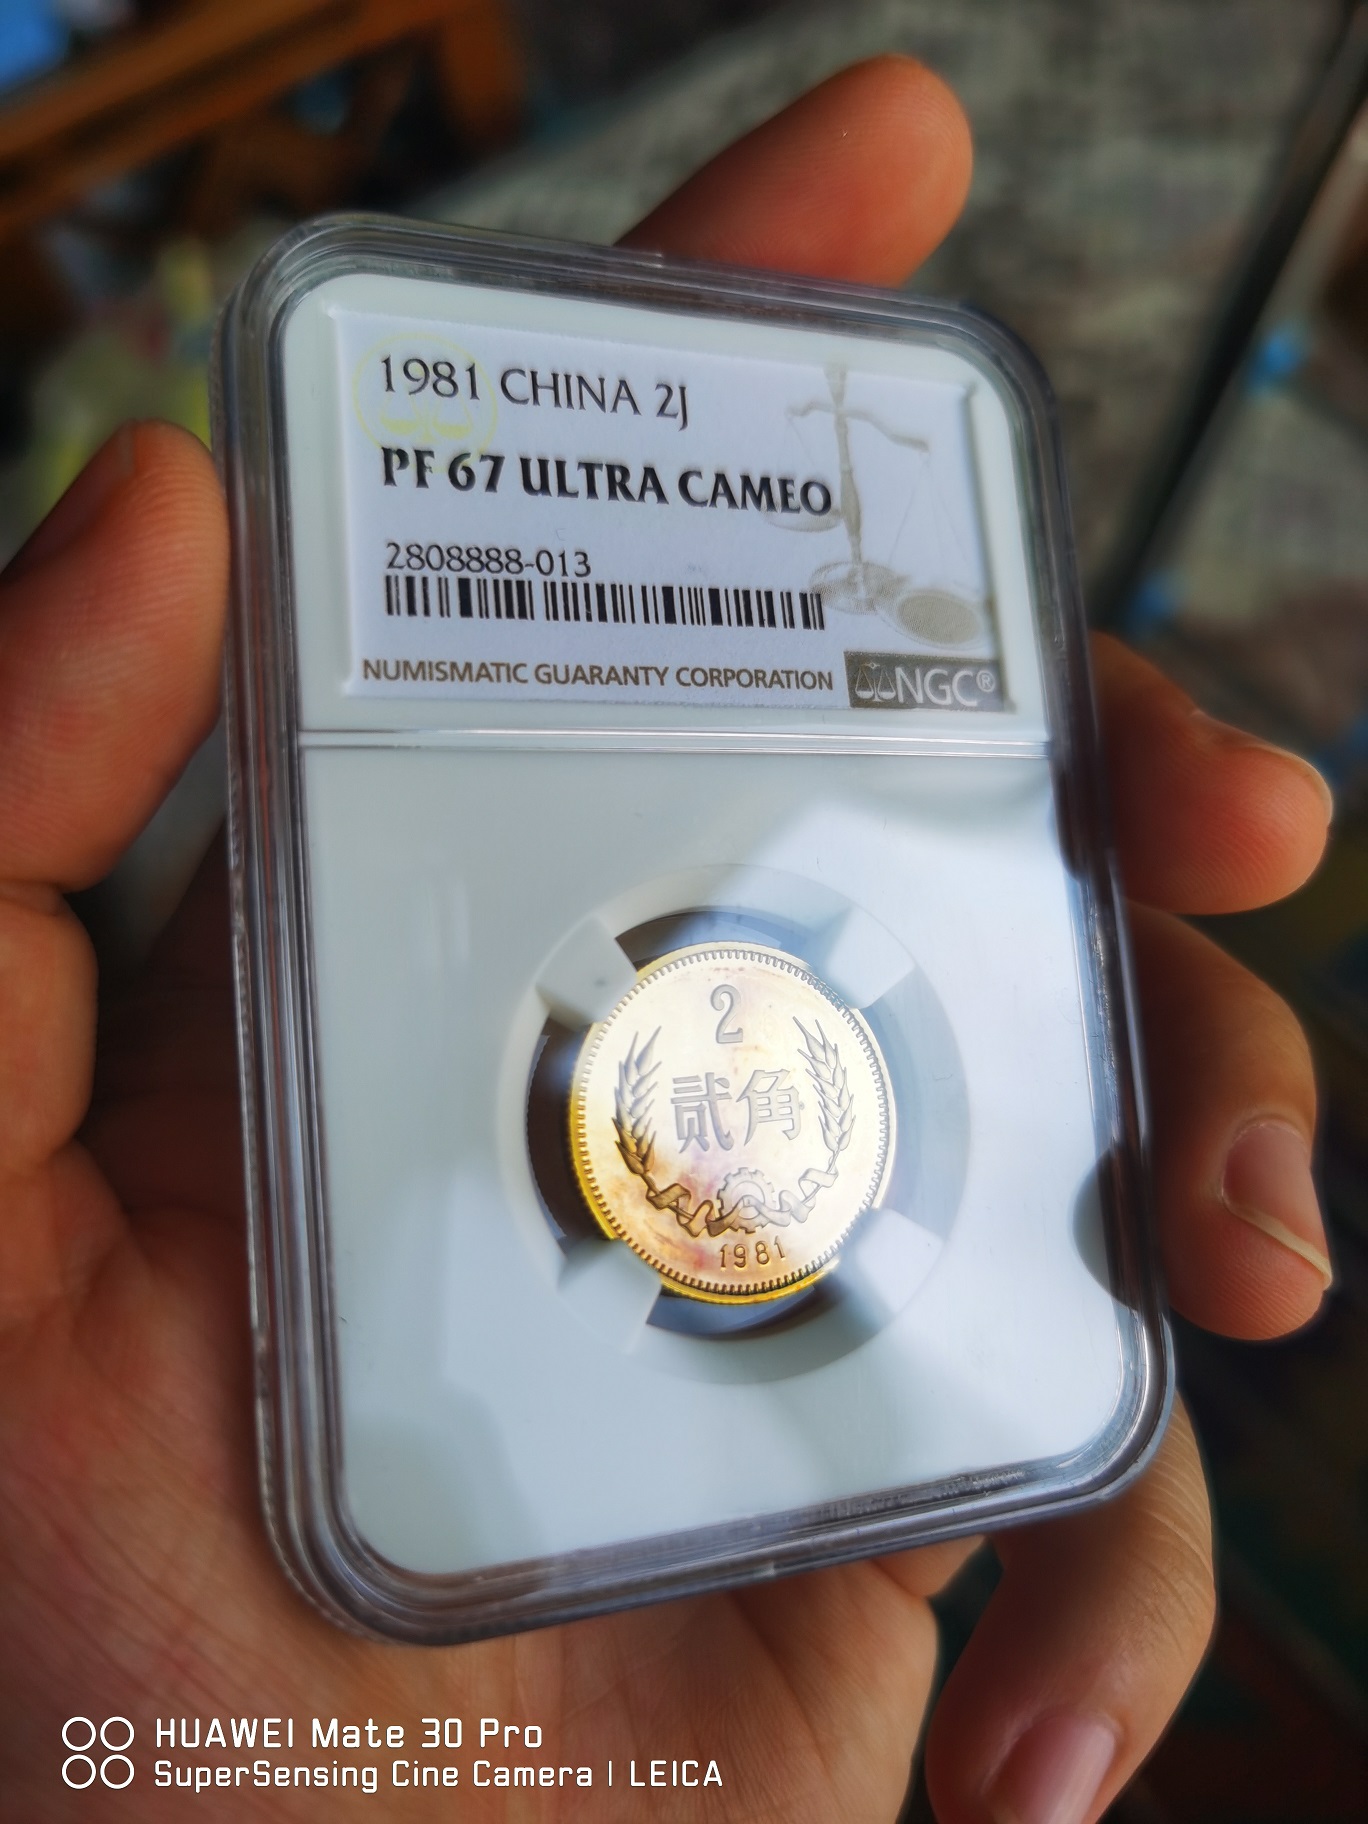 1981 CHINA 2J
PF 67 ULTRA CAMEO
2808888-013
NUMISMATIC GUARANTY CORPORATION NGC®
2
贰角
1981
HUAWEI Mate 30 Pro
SuperSensing Cine Camera | LEICA